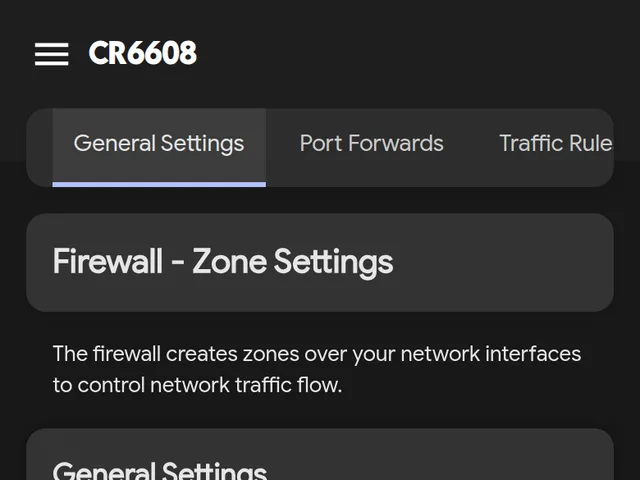 CR6608
General Settings
Port Forwards
Traffic Rule
Firewall - Zone Settings
The firewall creates zones over your network interfaces
to control network traffic flow.
General Settings